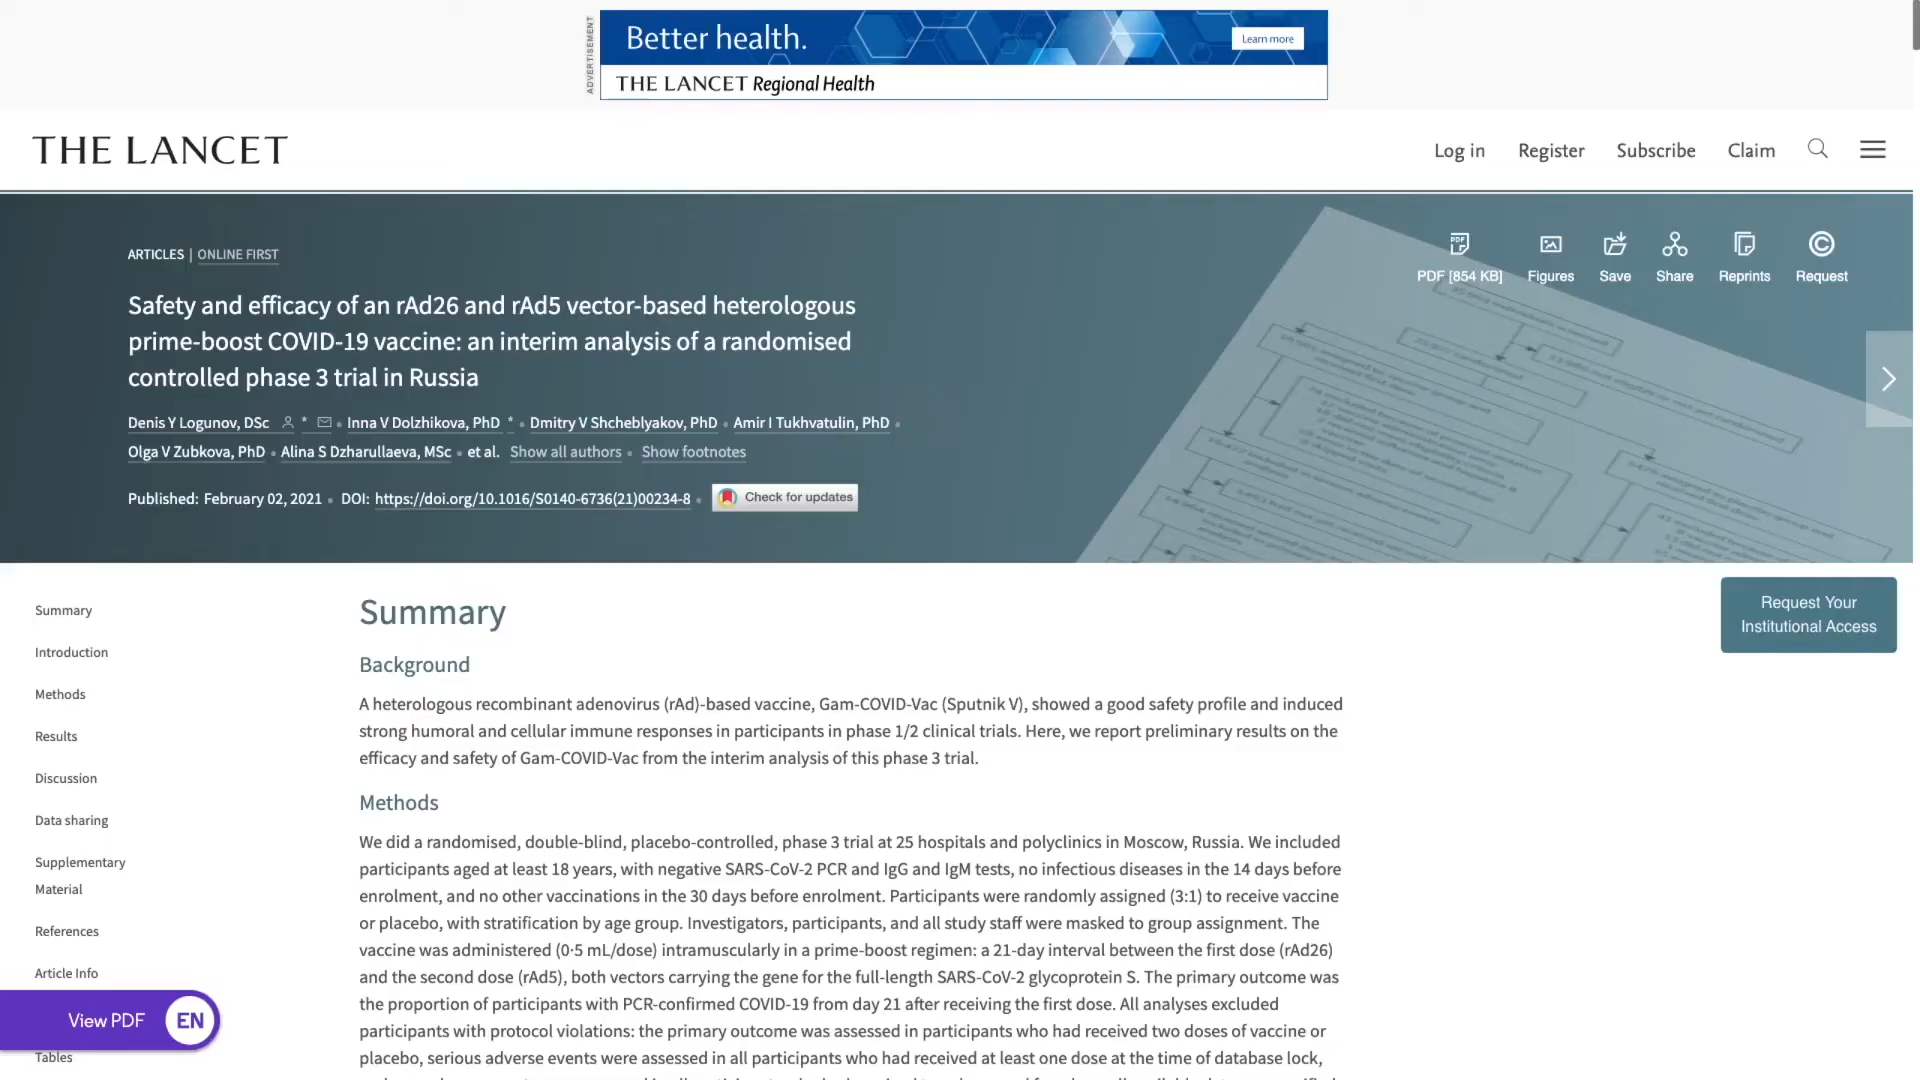 ADVERTISEMENT
Better health.
Learn more
THE LANCET Regional Health
THE LANCET
Log in
Register
Subscribe
Claim
ARTICLES | ONLINE FIRST
PDF [854 KB]
Figures
Save
Share
Reprints
Request
Safety and efficacy of an rAd26 and rAd5 vector-based heterologous
prime-boost COVID-19 vaccine: an interim analysis of a randomised
controlled phase 3 trial in Russia
Denis Y Logunov, DSc * • Inna V Dolzhikova, PhD * • Dmitry V Shcheblyakov, PhD • Amir I Tukhvatulin, PhD •
Olga V Zubkova, PhD • Alina S Dzharullaeva, MSc • et al. Show all authors • Show footnotes
Published: February 02, 2021 • DOI: https://doi.org/10.1016/S0140-6736(21)00234-8 •
Check for updates
Summary
Introduction
Methods
Results
Discussion
Data sharing
Supplementary
Material
References
Article Info
View PDF EN
Tables
Summary
Request Your
Institutional Access
Background
A heterologous recombinant adenovirus (rAd)-based vaccine, Gam-COVID-Vac (Sputnik V), showed a good safety profile and induced
strong humoral and cellular immune responses in participants in phase 1/2 clinical trials. Here, we report preliminary results on the
efficacy and safety of Gam-COVID-Vac from the interim analysis of this phase 3 trial.
Methods
We did a randomised, double-blind, placebo-controlled, phase 3 trial at 25 hospitals and polyclinics in Moscow, Russia. We included
participants aged at least 18 years, with negative SARS-CoV-2 PCR and IgG and IgM tests, no infectious diseases in the 14 days before
enrolment, and no other vaccinations in the 30 days before enrolment. Participants were randomly assigned (3:1) to receive vaccine
or placebo, with stratification by age group. Investigators, participants, and all study staff were masked to group assignment. The
vaccine was administered (0·5 mL/dose) intramuscularly in a prime-boost regimen: a 21-day interval between the first dose (rAd26)
and the second dose (rAd5), both vectors carrying the gene for the full-length SARS-CoV-2 glycoprotein S. The primary outcome was
the proportion of participants with PCR-confirmed COVID-19 from day 21 after receiving the first dose. All analyses excluded
participants with protocol violations: the primary outcome was assessed in participants who had received two doses of vaccine or
placebo, serious adverse events were assessed in all participants who had received at least one dose at the time of database lock,